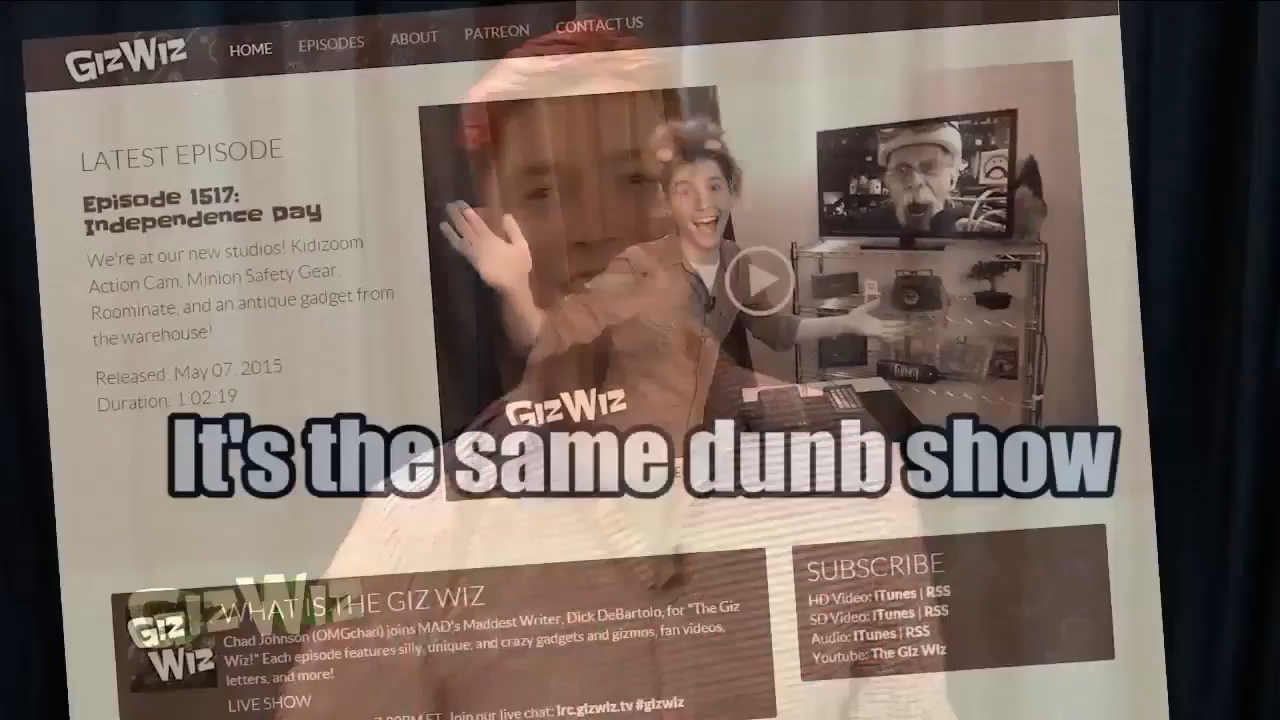 GIZWIZ HOME EPISODES ABOUT PATREON CONTACT US
LATEST EPISODE
Episode 1517:
Independence Day
We're at our new studios! Kidizoom
Action Cam, Minion Safety Gear,
Roominate, and an antique gadget from
the warehouse!
Released: May 07, 2015
Duration: 1:02:19
GIZWIZ
It's the same dunb show
GIZWIZ
GIZ
WIZ
WHAT IS THE GIZ WIZ
Chad Johnson (OMGchad) joins MAD's Maddest Writer, Dick DeBartolo, for "The Giz
Wiz!" Each episode features silly, unique, and crazy gadgets and gizmos, fan videos,
letters, and more!
LIVE SHOW
Join our live chat: irc.gizwiz.tv #gizwiz
SUBSCRIBE
HD Video: iTunes | RSS
SD Video: iTunes | RSS
Audio: iTunes | RSS
Youtube: The Giz Wiz